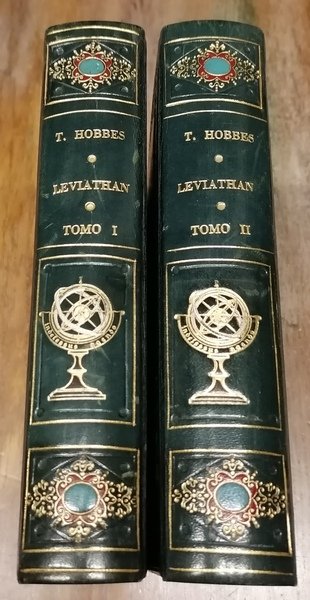 T. HOBBES
LEVIATHAN
TOMO I
T. HOBBES
LEVIATHAN
TOMO II